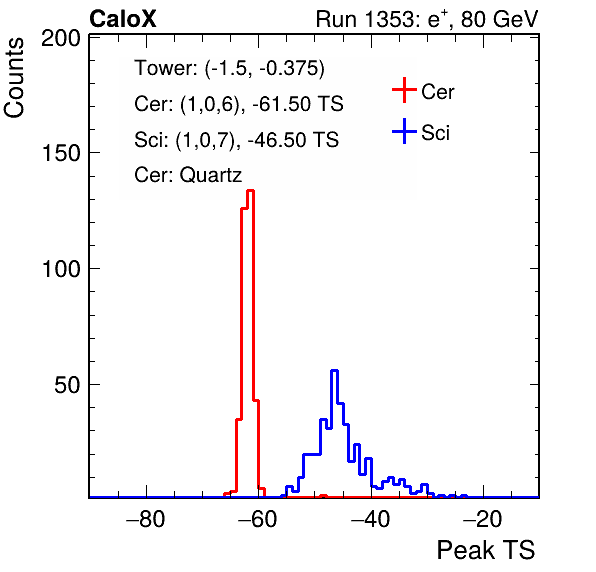 CaloX Run 1353: e⁺, 80 GeV
Counts
200
150
100
50
Tower: (-1.5, -0.375)
Cer: (1,0,6), -61.50 TS
Sci: (1,0,7), -46.50 TS
Cer: Quartz
Cer
Sci
−80 −60 −40 −20
Peak TS